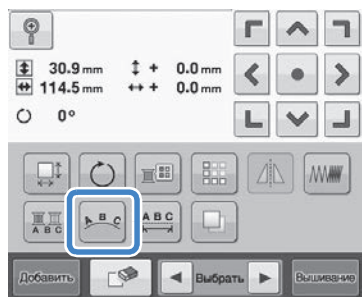 30.9 mm + 0.0 mm
114.5 mm + 0.0 mm
0°
A B C A B C A B C
Добавить Выбрать Вышивание